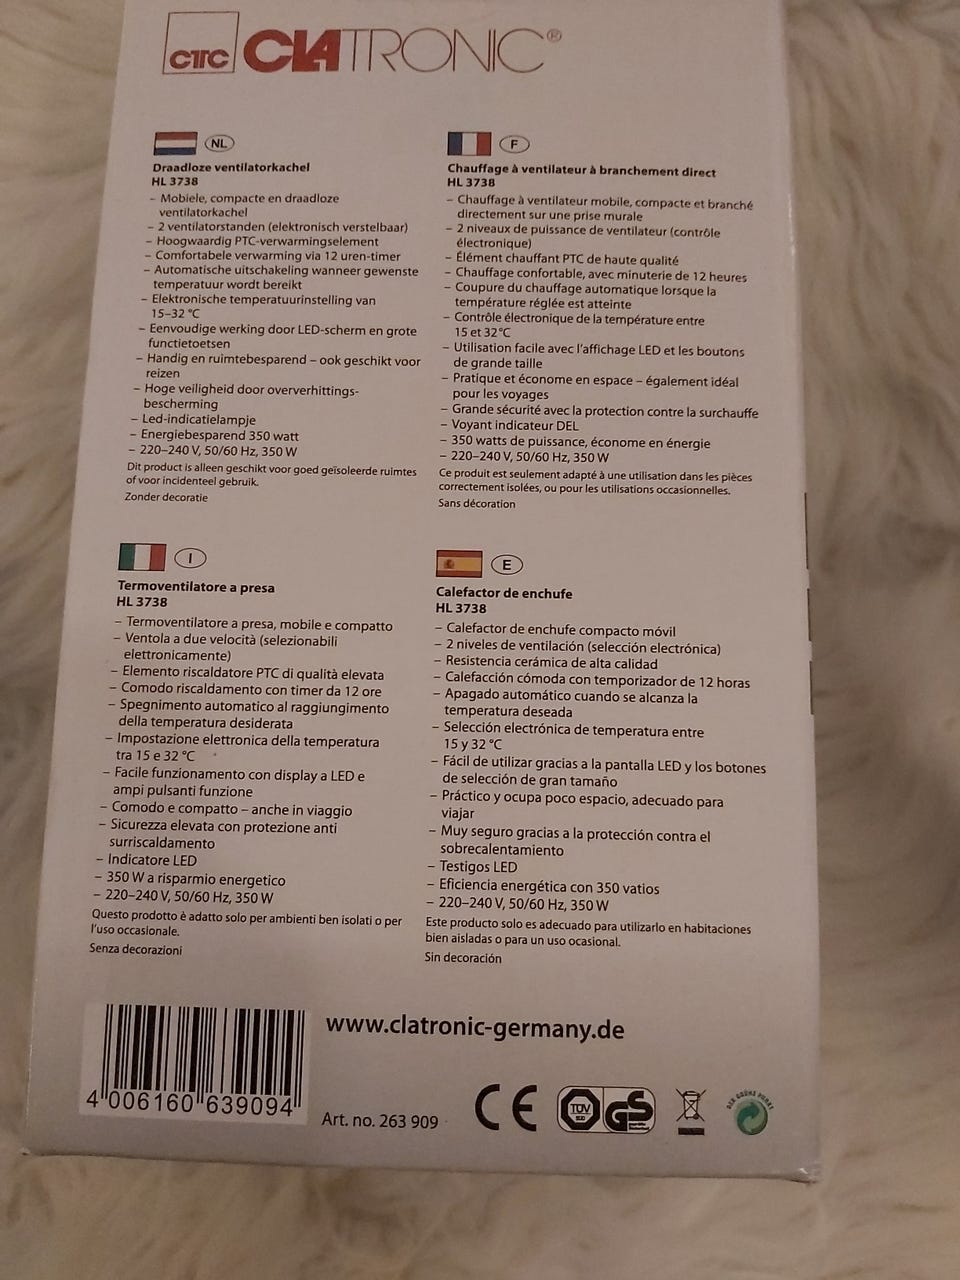 CTC CLATRONIC®
NL
Draadloze ventilatorkachel
HL 3738
– Mobiele, compacte en draadloze
ventilatorkachel
– 2 ventilatorstanden (elektronisch verstelbaar)
– Hoogwaardig PTC-verwarmingselement
– Comfortabele verwarming via 12 uren-timer
– Automatische uitschakeling wanneer gewenste
temperatuur wordt bereikt
– Elektronische temperatuurinstelling van
15–32 °C
– Eenvoudige werking door LED-scherm en grote
functietoetsen
– Handig en ruimtebesparend – ook geschikt voor
reizen
– Hoge veiligheid door oververhittings-
bescherming
– Led-indicatielampje
– Energiebesparend 350 watt
– 220–240 V, 50/60 Hz, 350 W
Dit product is alleen geschikt voor goed geïsoleerde ruimtes
of voor incidenteel gebruik.
Zonder decoratie
F
Chauffage à ventilateur à branchement direct
HL 3738
– Chauffage à ventilateur mobile, compacte et branché
directement sur une prise murale
– 2 niveaux de puissance de ventilateur (contrôle
électronique)
– Élément chauffant PTC de haute qualité
– Chauffage confortable, avec minuterie de 12 heures
– Coupure du chauffage automatique lorsque la
température réglée est atteinte
– Contrôle électronique de la température entre
15 et 32 °C
– Utilisation facile avec l'affichage LED et les boutons
de grande taille
– Pratique et économe en espace – également idéal
pour les voyages
– Grande sécurité avec la protection contre la surchauffe
– Voyant indicateur DEL
– 350 watts de puissance, économe en énergie
– 220–240 V, 50/60 Hz, 350 W
Ce produit est seulement adapté à une utilisation dans les pièces
correctement isolées, ou pour les utilisations occasionnelles.
Sans décoration
I
Termoventilatore a presa
HL 3738
– Termoventilatore a presa, mobile e compatto
– Ventola a due velocità (selezionabili
elettronicamente)
– Elemento riscaldatore PTC di qualità elevata
– Comodo riscaldamento con timer da 12 ore
– Spegnimento automatico al raggiungimento
della temperatura desiderata
– Impostazione elettronica della temperatura
tra 15 e 32 °C
– Facile funzionamento con display a LED e
ampi pulsanti funzione
– Comodo e compatto – anche in viaggio
– Sicurezza elevata con protezione anti
surriscaldamento
– Indicatore LED
– 350 W a risparmio energetico
– 220–240 V, 50/60 Hz, 350 W
Questo prodotto è adatto solo per ambienti ben isolati o per
l'uso occasionale.
Senza decorazioni
E
Calefactor de enchufe
HL 3738
– Calefactor de enchufe compacto móvil
– 2 niveles de ventilación (selección electrónica)
– Resistencia cerámica de alta calidad
– Calefacción cómoda con temporizador de 12 horas
– Apagado automático cuando se alcanza la
temperatura deseada
– Selección electrónica de temperatura entre
15 y 32 °C
– Fácil de utilizar gracias a la pantalla LED y los botones
de selección de gran tamaño
– Práctico y ocupa poco espacio, adecuado para
viajar
– Muy seguro gracias a la protección contra el
sobrecalentamiento
– Testigos LED
– Eficiencia energética con 350 vatios
– 220–240 V, 50/60 Hz, 350 W
Este producto solo es adecuado para utilizarlo en habitaciones
bien aisladas o para un uso ocasional.
Sin decoración
4 006160 639094
www.clatronic-germany.de
Art. no. 263 909
CE
TÜV
SÜD
GS
DER GRÜNE PUNKT